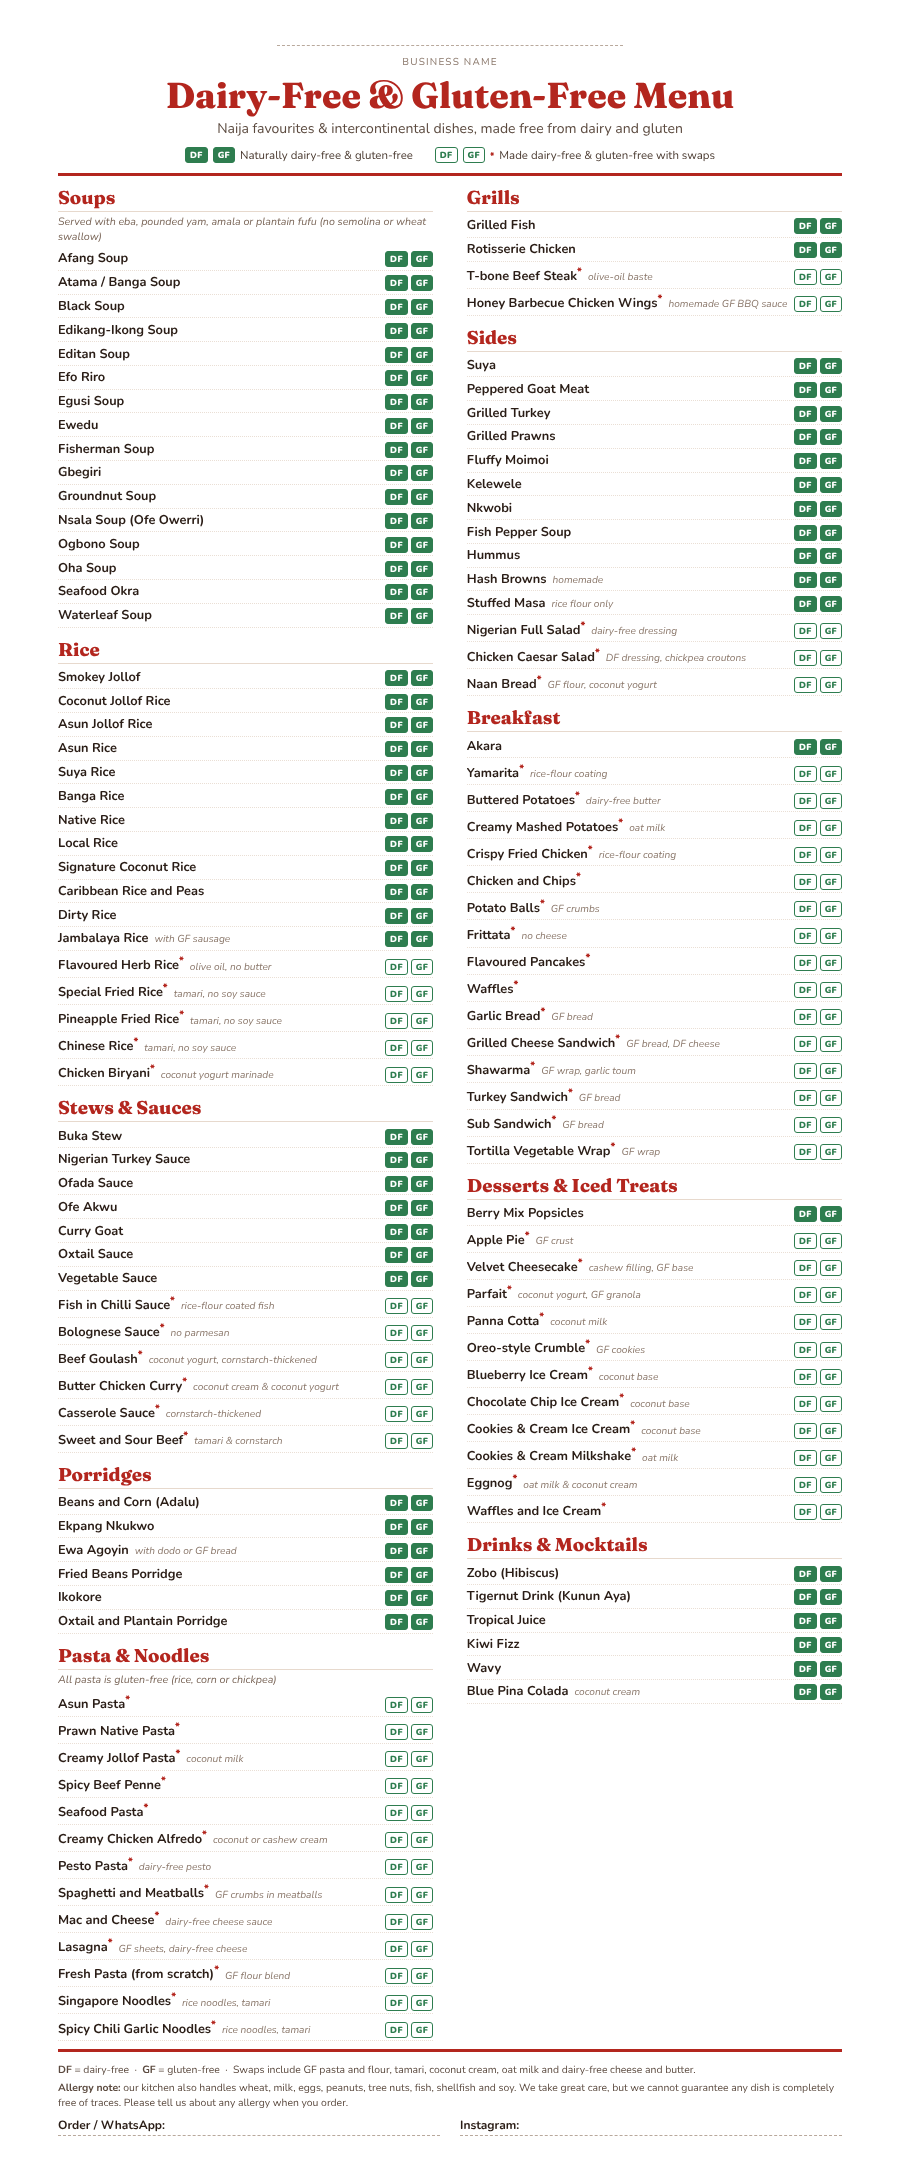 BUSINESS NAME
Dairy-Free & Gluten-Free Menu
Naija favourites & intercontinental dishes, made free from dairy and gluten
DF GF Naturally dairy-free & gluten-free DF GF * Made dairy-free & gluten-free with swaps
Soups
Served with eba, pounded yam, amala or plantain fufu (no semolina or wheat
swallow)
Afang Soup DF GF
Atama / Banga Soup DF GF
Black Soup DF GF
Edikang-Ikong Soup DF GF
Editan Soup DF GF
Efo Riro DF GF
Egusi Soup DF GF
Ewedu DF GF
Fisherman Soup DF GF
Gbegiri DF GF
Groundnut Soup DF GF
Nsala Soup (Ofe Owerri) DF GF
Ogbono Soup DF GF
Oha Soup DF GF
Seafood Okra DF GF
Waterleaf Soup DF GF
Rice
Smokey Jollof DF GF
Coconut Jollof Rice DF GF
Asun Jollof Rice DF GF
Asun Rice DF GF
Suya Rice DF GF
Banga Rice DF GF
Native Rice DF GF
Local Rice DF GF
Signature Coconut Rice DF GF
Caribbean Rice and Peas DF GF
Dirty Rice DF GF
Jambalaya Rice with GF sausage DF GF
Flavoured Herb Rice* olive oil, no butter DF GF
Special Fried Rice* tamari, no soy sauce DF GF
Pineapple Fried Rice* tamari, no soy sauce DF GF
Chinese Rice* tamari, no soy sauce DF GF
Chicken Biryani* coconut yogurt marinade DF GF
Stews & Sauces
Buka Stew DF GF
Nigerian Turkey Sauce DF GF
Ofada Sauce DF GF
Ofe Akwu DF GF
Curry Goat DF GF
Oxtail Sauce DF GF
Vegetable Sauce DF GF
Fish in Chilli Sauce* rice-flour coated fish DF GF
Bolognese Sauce* no parmesan DF GF
Beef Goulash* coconut yogurt, cornstarch-thickened DF GF
Butter Chicken Curry* coconut cream & coconut yogurt DF GF
Casserole Sauce* cornstarch-thickened DF GF
Sweet and Sour Beef* tamari & cornstarch DF GF
Porridges
Beans and Corn (Adalu) DF GF
Ekpang Nkukwo DF GF
Ewa Agoyin with dodo or GF bread DF GF
Fried Beans Porridge DF GF
Ikokore DF GF
Oxtail and Plantain Porridge DF GF
Pasta & Noodles
All pasta is gluten-free (rice, corn or chickpea)
Asun Pasta* DF GF
Prawn Native Pasta* DF GF
Creamy Jollof Pasta* coconut milk DF GF
Spicy Beef Penne* DF GF
Seafood Pasta* DF GF
Creamy Chicken Alfredo* coconut or cashew cream DF GF
Pesto Pasta* dairy-free pesto DF GF
Spaghetti and Meatballs* GF crumbs in meatballs DF GF
Mac and Cheese* dairy-free cheese sauce DF GF
Lasagna* GF sheets, dairy-free cheese DF GF
Fresh Pasta (from scratch)* GF flour blend DF GF
Singapore Noodles* rice noodles, tamari DF GF
Spicy Chili Garlic Noodles* rice noodles, tamari DF GF
Grills
Grilled Fish DF GF
Rotisserie Chicken DF GF
T-bone Beef Steak* olive-oil baste DF GF
Honey Barbecue Chicken Wings* homemade GF BBQ sauce DF GF
Sides
Suya DF GF
Peppered Goat Meat DF GF
Grilled Turkey DF GF
Grilled Prawns DF GF
Fluffy Moimoi DF GF
Kelewele DF GF
Nkwobi DF GF
Fish Pepper Soup DF GF
Hummus DF GF
Hash Browns homemade DF GF
Stuffed Masa rice flour only DF GF
Nigerian Full Salad* dairy-free dressing DF GF
Chicken Caesar Salad* DF dressing, chickpea croutons DF GF
Naan Bread* GF flour, coconut yogurt DF GF
Breakfast
Akara DF GF
Yamarita* rice-flour coating DF GF
Buttered Potatoes* dairy-free butter DF GF
Creamy Mashed Potatoes* oat milk DF GF
Crispy Fried Chicken* rice-flour coating DF GF
Chicken and Chips* DF GF
Potato Balls* GF crumbs DF GF
Frittata* no cheese DF GF
Flavoured Pancakes* DF GF
Waffles* DF GF
Garlic Bread* GF bread DF GF
Grilled Cheese Sandwich* GF bread, DF cheese DF GF
Shawarma* GF wrap, garlic toum DF GF
Turkey Sandwich* GF bread DF GF
Sub Sandwich* GF bread DF GF
Tortilla Vegetable Wrap* GF wrap DF GF
Desserts & Iced Treats
Berry Mix Popsicles DF GF
Apple Pie* GF crust DF GF
Velvet Cheesecake* cashew filling, GF base DF GF
Parfait* coconut yogurt, GF granola DF GF
Panna Cotta* coconut milk DF GF
Oreo-style Crumble* GF cookies DF GF
Blueberry Ice Cream* coconut base DF GF
Chocolate Chip Ice Cream* coconut base DF GF
Cookies & Cream Ice Cream* coconut base DF GF
Cookies & Cream Milkshake* oat milk DF GF
Eggnog* oat milk & coconut cream DF GF
Waffles and Ice Cream* DF GF
Drinks & Mocktails
Zobo (Hibiscus) DF GF
Tigernut Drink (Kunun Aya) DF GF
Tropical Juice DF GF
Kiwi Fizz DF GF
Wavy DF GF
Blue Pina Colada coconut cream DF GF
DF = dairy-free · GF = gluten-free · Swaps include GF pasta and flour, tamari, coconut cream, oat milk and dairy-free cheese and butter.
Allergy note: our kitchen also handles wheat, milk, eggs, peanuts, tree nuts, fish, shellfish and soy. We take great care, but we cannot guarantee any dish is completely
free of traces. Please tell us about any allergy when you order.
Order / WhatsApp: Instagram: